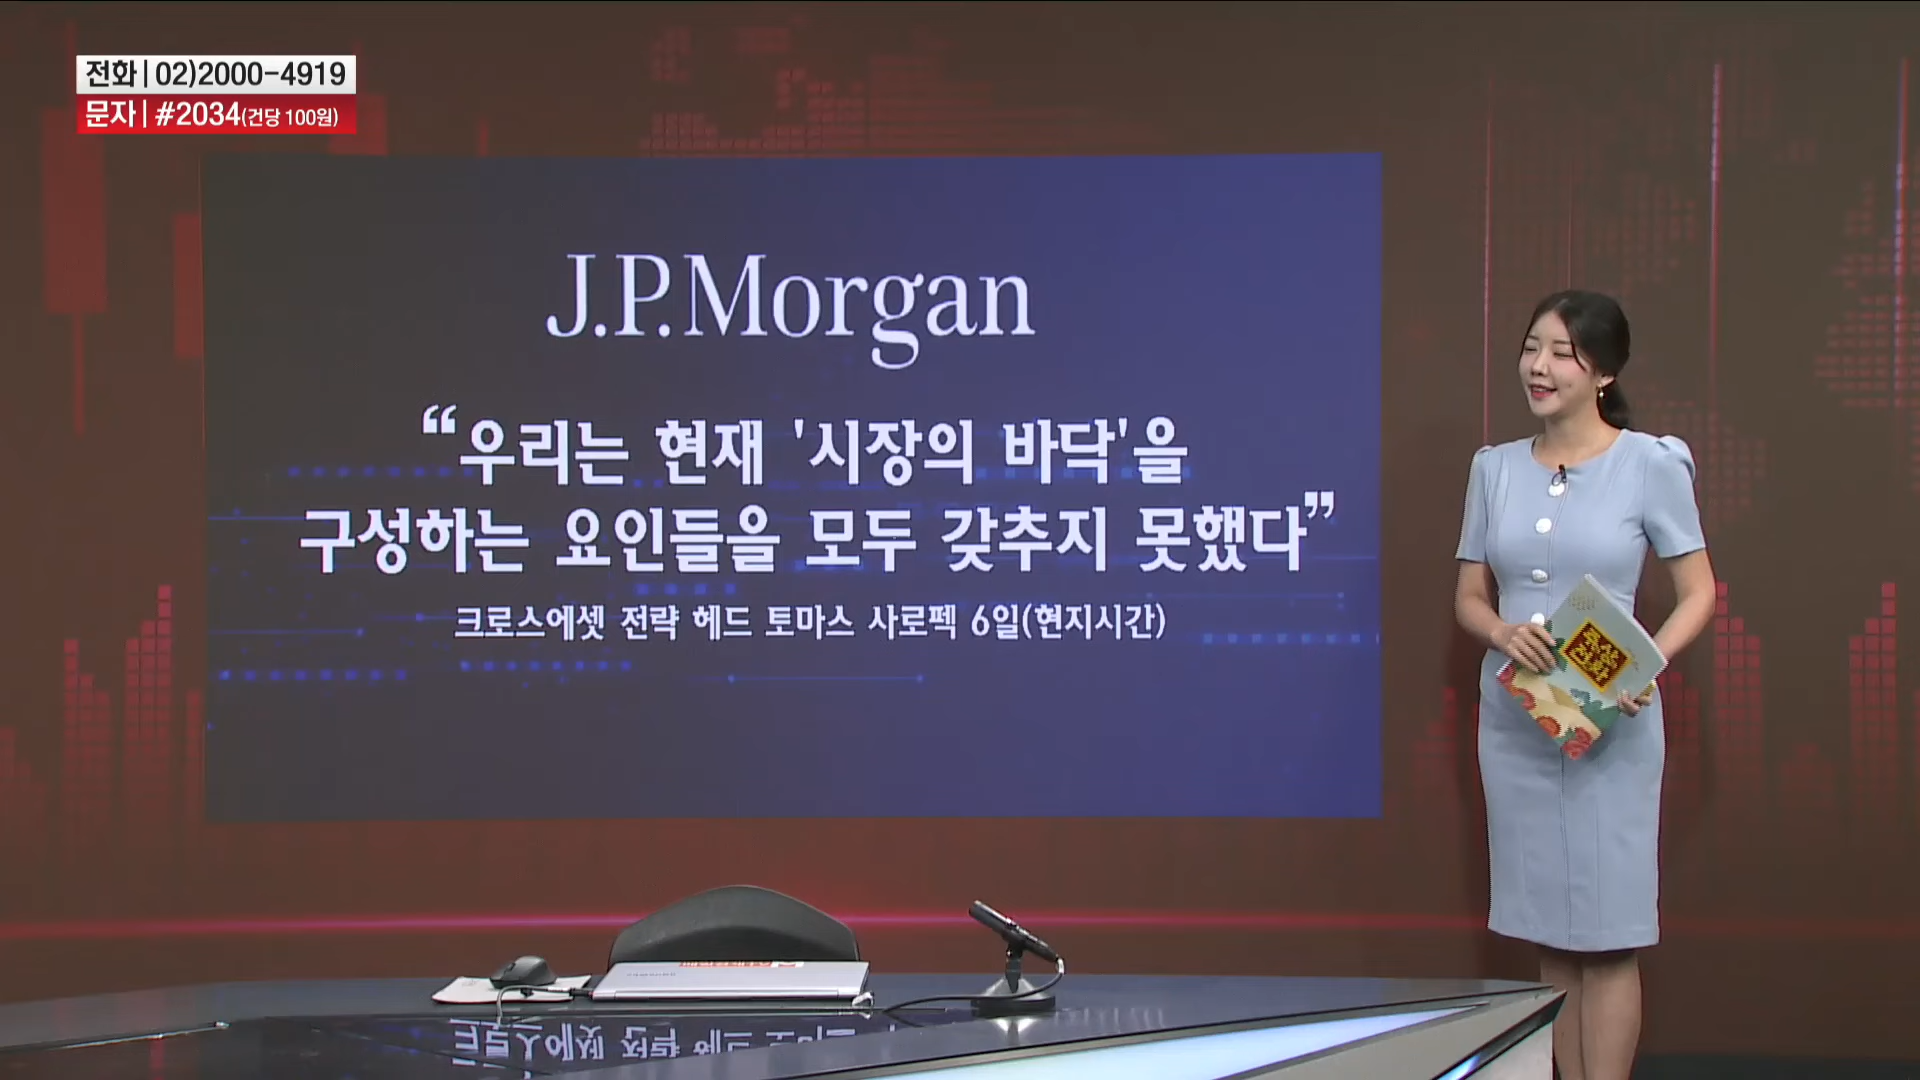 전화 | 02)2000-4919
문자 | #2034(건당 100원)
J.P.Morgan
“우리는 현재 '시장의 바닥'을
구성하는 요인들을 모두 갖추지 못했다”
크로스에셋 전략 헤드 토마스 사로펙 6일(현지시간)